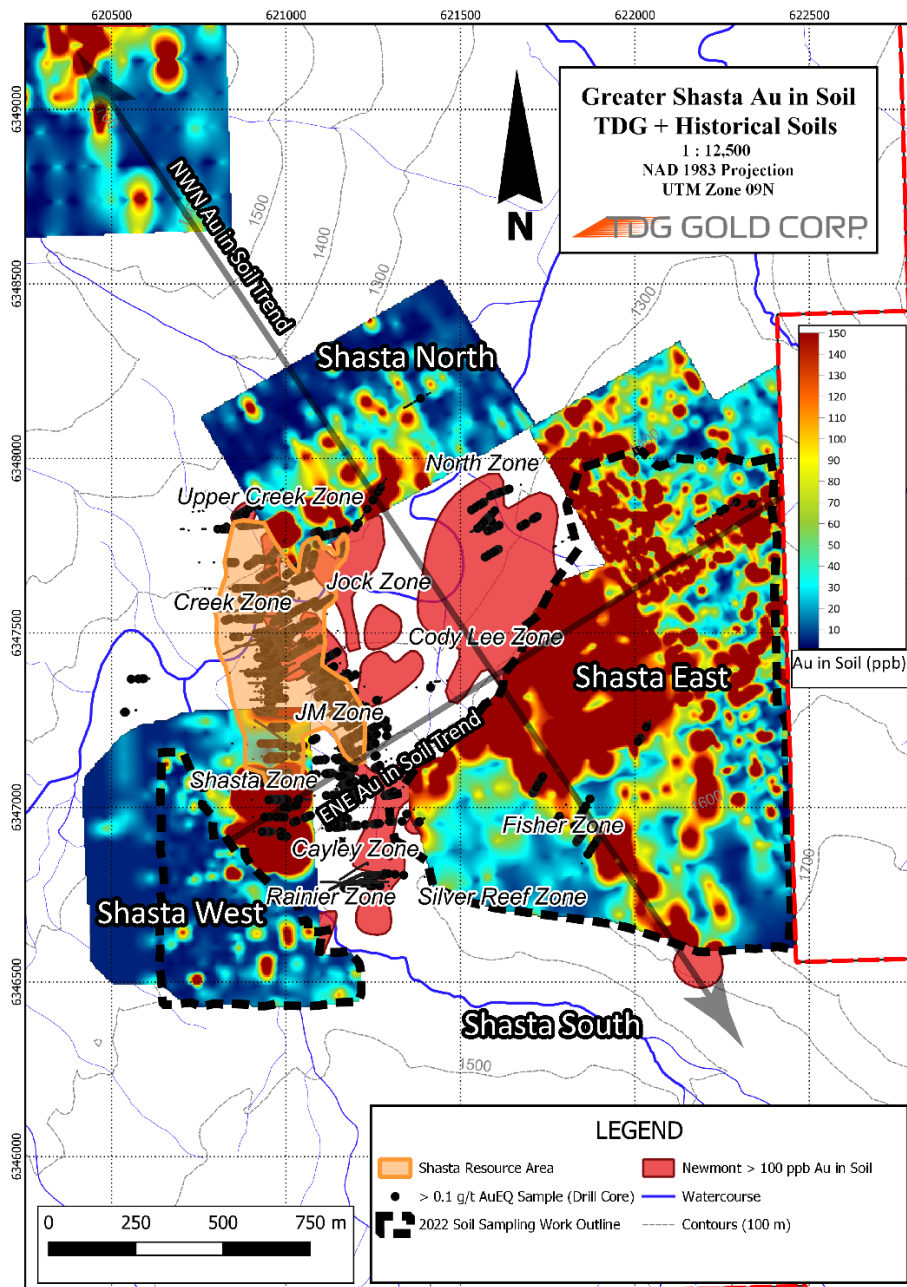 620500
621000
621500
622000
622500
Greater Shasta Au in Soil
TDG + Historical Soils
1 : 12,500
NAD 1983 Projection
UTM Zone 09N
TDG GOLD CORP.
N
6349000
6348500
6348000
6347500
6347000
6346500
6346000
NWN Au in Soil Trend
1500
1400
1300
1300
Shasta North
150
140
130
120
110
100
90
80
70
60
50
40
30
20
10
Au in Soil (ppb)
North Zone
Upper Creek Zone
Jock Zone
Creek Zone
Cody Lee Zone
Shasta East
JM Zone
ENE Au in Soil Trend
Shasta Zone
1600
Fisher Zone
Cayley Zone
1700
Rainier Zone
Silver Reef Zone
Shasta West
Shasta South
1500
LEGEND
Shasta Resource Area
Newmont > 100 ppb Au in Soil
> 0.1 g/t AuEQ Sample (Drill Core)
Watercourse
2022 Soil Sampling Work Outline
Contours (100 m)
0 250 500 750 m